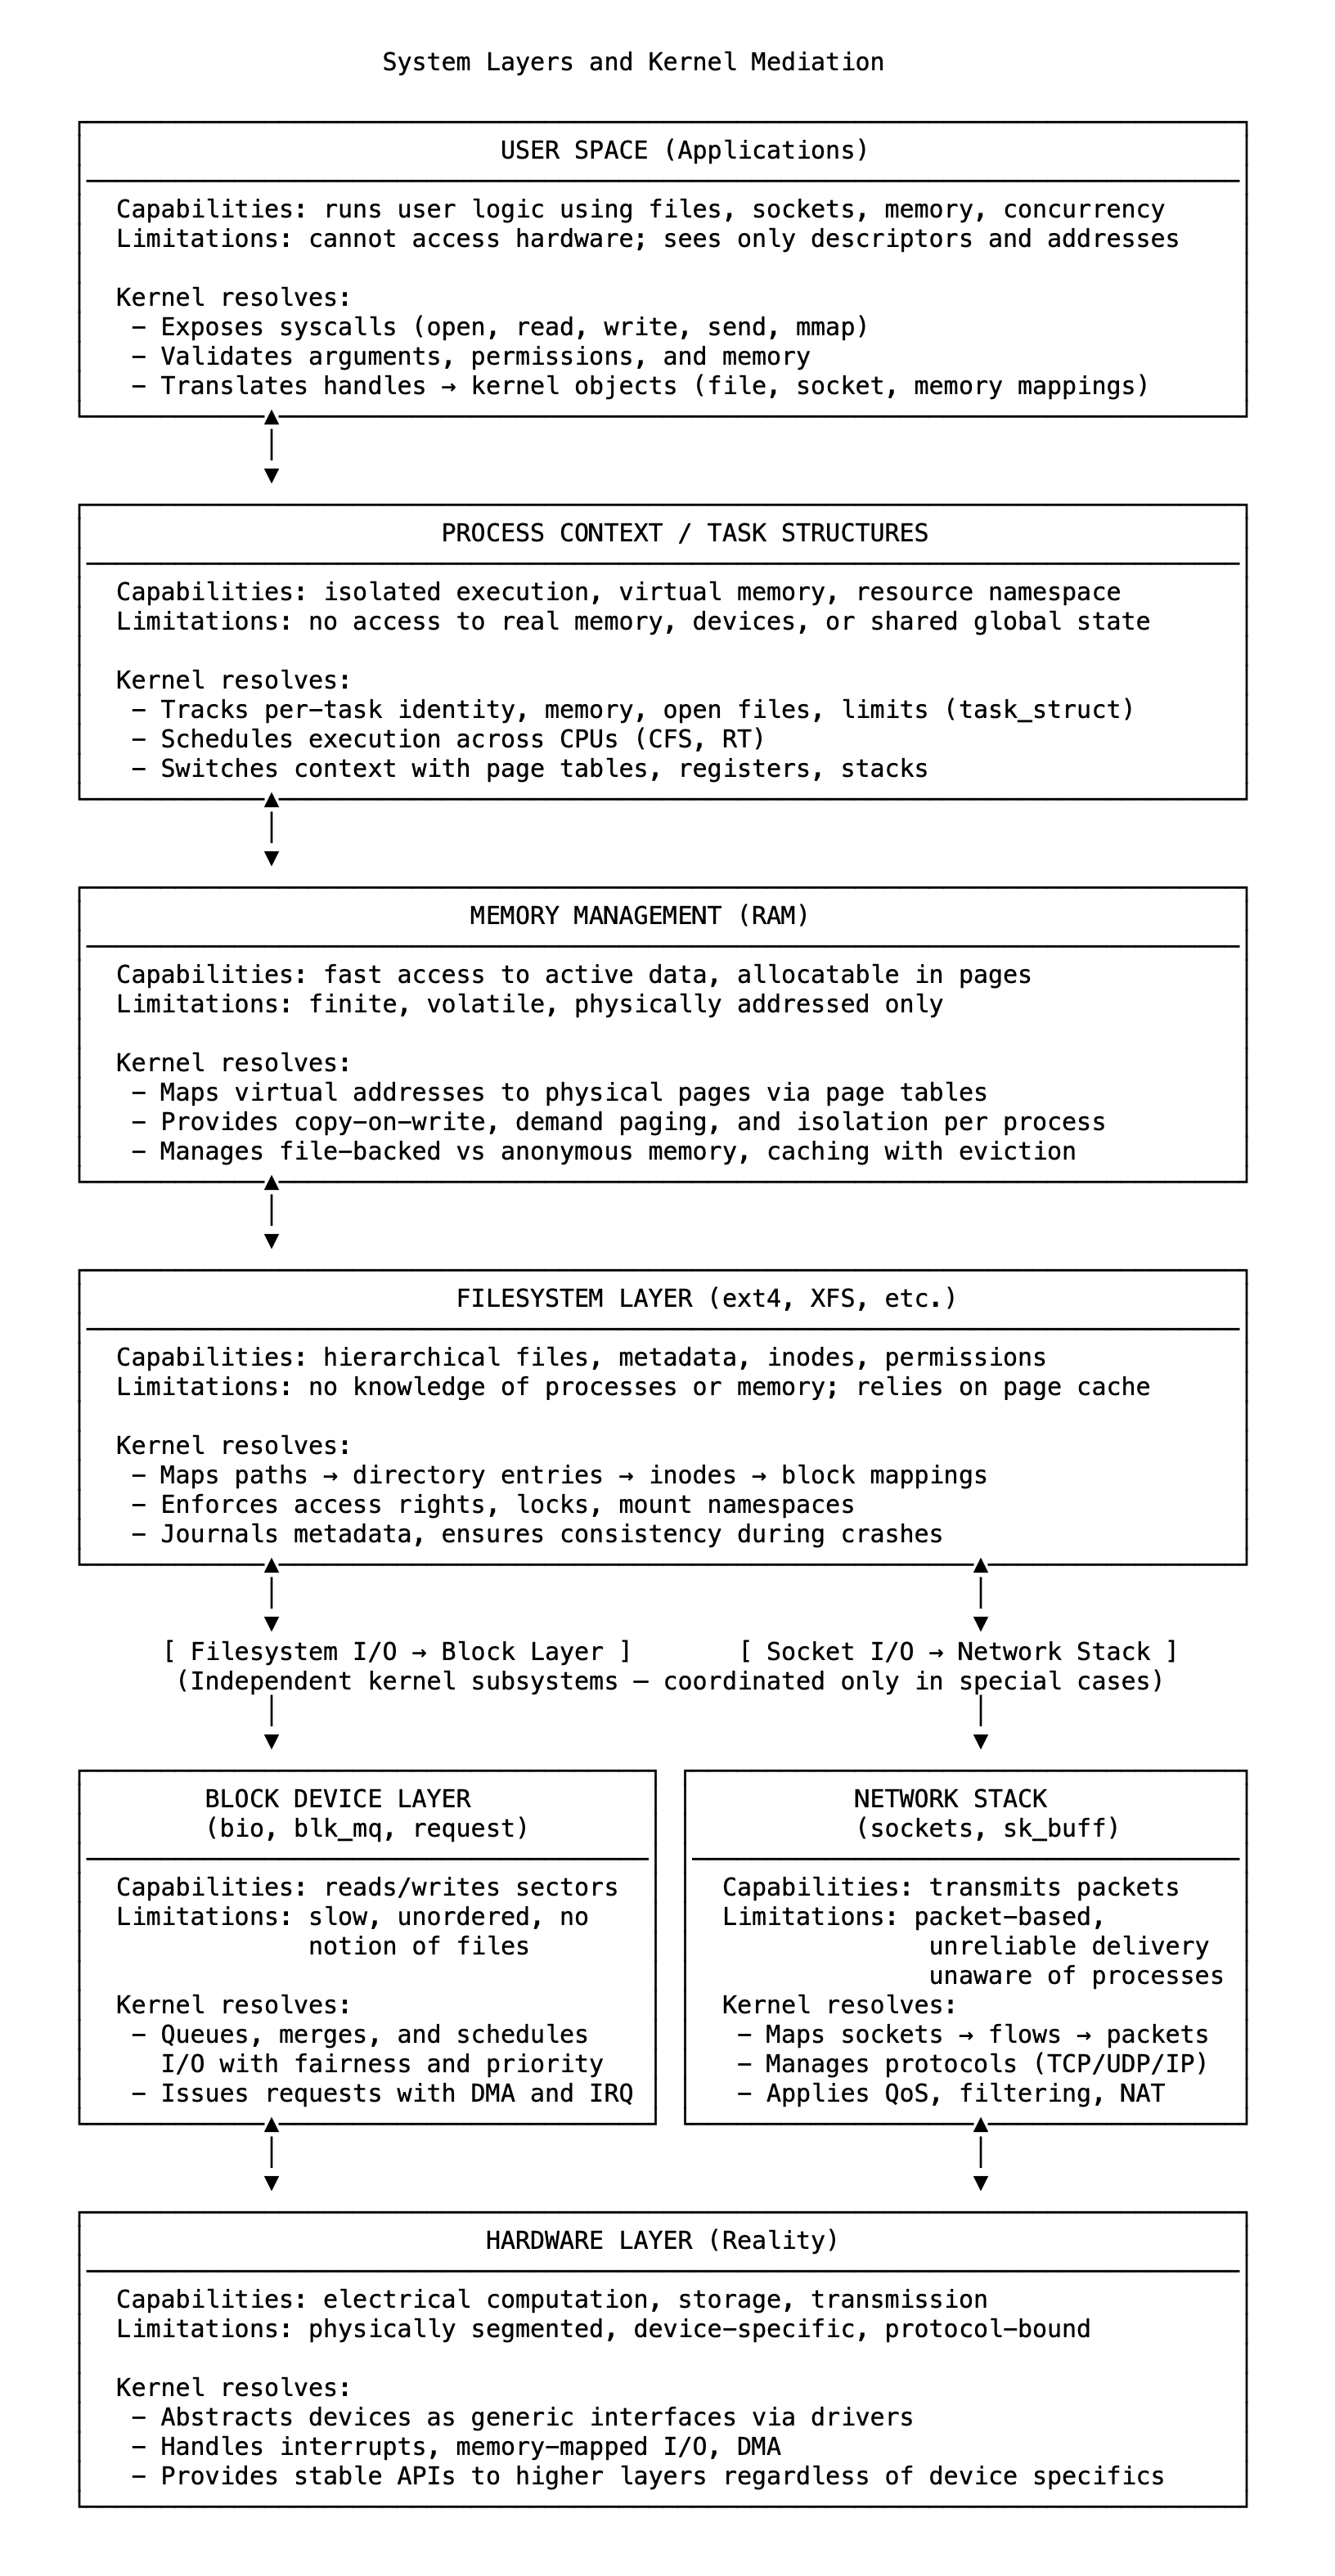 System Layers and Kernel Mediation
USER SPACE (Applications)
Capabilities: runs user logic using files, sockets, memory, concurrency
Limitations: cannot access hardware; sees only descriptors and addresses
Kernel resolves:
– Exposes syscalls (open, read, write, send, mmap)
– Validates arguments, permissions, and memory
– Translates handles → kernel objects (file, socket, memory mappings)
PROCESS CONTEXT / TASK STRUCTURES
Capabilities: isolated execution, virtual memory, resource namespace
Limitations: no access to real memory, devices, or shared global state
Kernel resolves:
– Tracks per–task identity, memory, open files, limits (task_struct)
– Schedules execution across CPUs (CFS, RT)
– Switches context with page tables, registers, stacks
MEMORY MANAGEMENT (RAM)
Capabilities: fast access to active data, allocatable in pages
Limitations: finite, volatile, physically addressed only
Kernel resolves:
– Maps virtual addresses to physical pages via page tables
– Provides copy–on–write, demand paging, and isolation per process
– Manages file–backed vs anonymous memory, caching with eviction
FILESYSTEM LAYER (ext4, XFS, etc.)
Capabilities: hierarchical files, metadata, inodes, permissions
Limitations: no knowledge of processes or memory; relies on page cache
Kernel resolves:
– Maps paths → directory entries → inodes → block mappings
– Enforces access rights, locks, mount namespaces
– Journals metadata, ensures consistency during crashes
[ Filesystem I/O → Block Layer ]
[ Socket I/O → Network Stack ]
(Independent kernel subsystems — coordinated only in special cases)
BLOCK DEVICE LAYER
(bio, blk_mq, request)
Capabilities: reads/writes sectors
Limitations: slow, unordered, no
notion of files
Kernel resolves:
– Queues, merges, and schedules
I/O with fairness and priority
– Issues requests with DMA and IRQ
NETWORK STACK
(sockets, sk_buff)
Capabilities: transmits packets
Limitations: packet–based,
unreliable delivery
unaware of processes
Kernel resolves:
– Maps sockets → flows → packets
– Manages protocols (TCP/UDP/IP)
– Applies QoS, filtering, NAT
HARDWARE LAYER (Reality)
Capabilities: electrical computation, storage, transmission
Limitations: physically segmented, device–specific, protocol–bound
Kernel resolves:
– Abstracts devices as generic interfaces via drivers
– Handles interrupts, memory–mapped I/O, DMA
– Provides stable APIs to higher layers regardless of device specifics